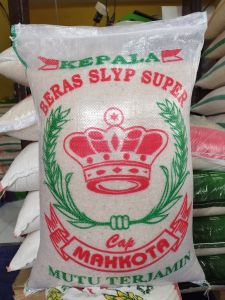 KEPALA
BERAS SLYP SUPER
Cap
MAHKOTA
MUTU TERJAMIN